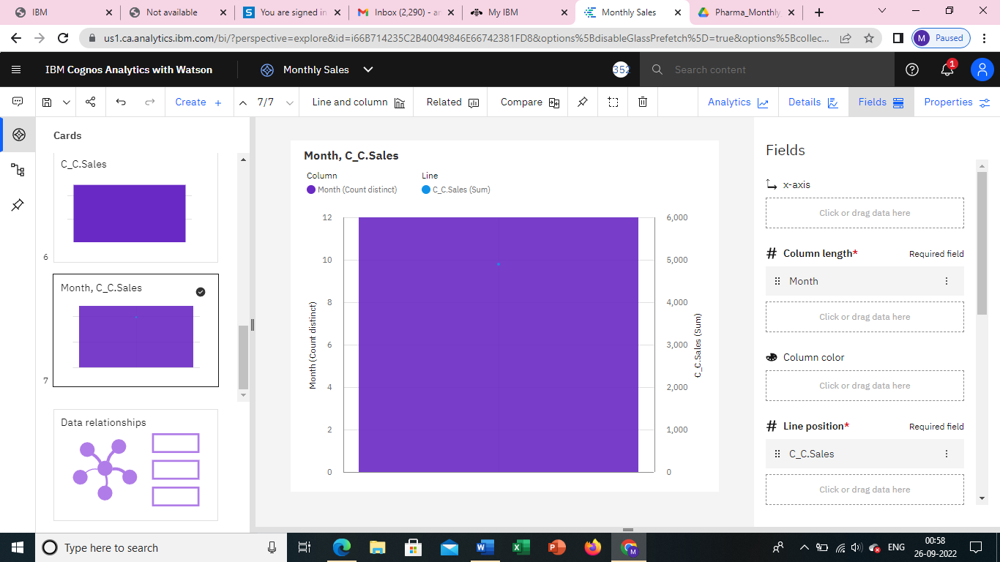 IBM
Not available
You are signed in
Inbox (2,290) - ar
My IBM
Monthly Sales
Pharma_Monthly
us1.ca.analytics.ibm.com/bi/?perspective=explore&id=i66B714235C2B40049846E66742381FD8&options%5BdisableGlassPrefetch%5D=true&options%5Bcollec...
M Paused
IBM Cognos Analytics with Watson
Monthly Sales
352
Search content
1
Create +
7/7
Line and column
Related
Compare
Analytics
Details
Fields
Properties
Cards
C_C.Sales
6
Month, C_C.Sales
7
Data relationships
Month, C_C.Sales
Column
Month (Count distinct)
Line
C_C.Sales (Sum)
12
10
8
6
4
2
0
Month (Count distinct)
6,000
5,000
4,000
3,000
2,000
1,000
0
C_C.Sales (Sum)
Fields
x-axis
Click or drag data here
# Column length*
Required field
Month
Click or drag data here
Column color
Click or drag data here
# Line position*
Required field
C_C.Sales
Click or drag data here
Type here to search
ENG
00:58
26-09-2022